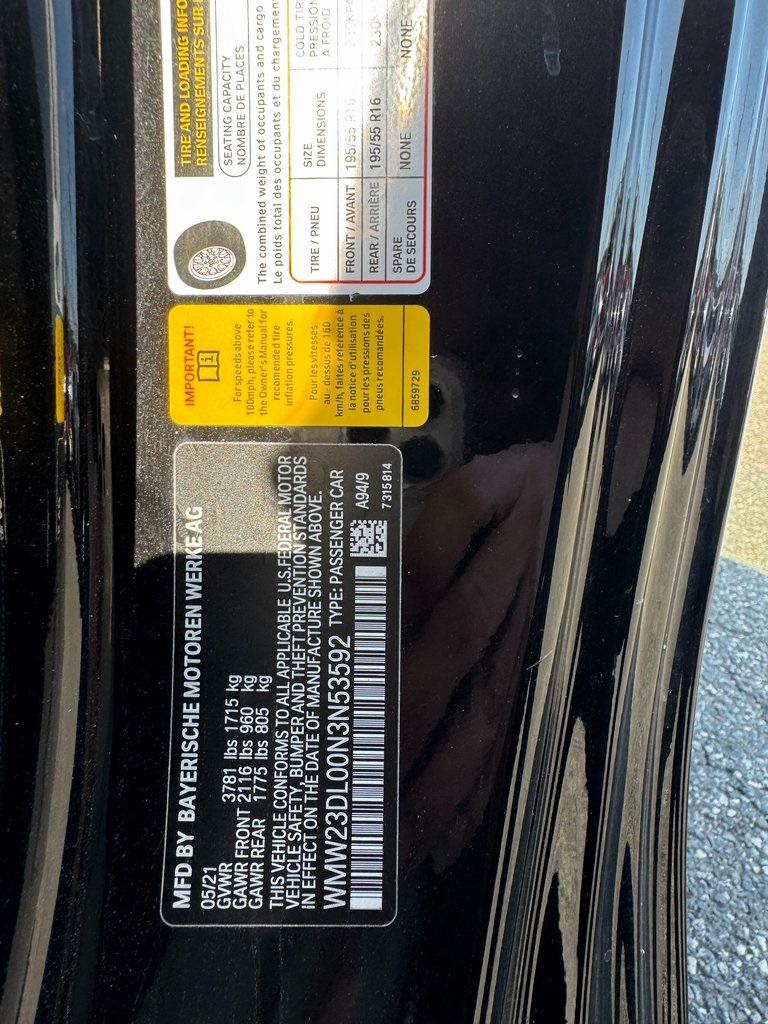 MFD BY BAYERISCHE MOTOREN WERKE AG
05/21
GVWR 3781 lbs 1715 kg
GAWR FRONT 2116 lbs 960 kg
GAWR REAR 1775 lbs 805 kg
THIS VEHICLE CONFORMS TO ALL APPLICABLE U.S.FEDERAL MOTOR
VEHICLE SAFETY, BUMPER AND THEFT PREVENTION STANDARDS
IN EFFECT ON THE DATE OF MANUFACTURE SHOWN ABOVE.
WMW23DL00N3N53592 TYPE: PASSENGER CAR
A94/9
7315814
IMPORTANT!
For speeds above
100mph, please refer to
the Owner's Manual for
recomended tire
inflation pressures.
Pour les vitesses
au - dessus de 160
km/h, faites référence à
la notice d'utilisation
pour les pressions des
pneus recomandées.
6859729
TIRE AND LOADING INFO
RENSEIGNEMENTS SUR
SEATING CAPACITY
NOMBRE DE PLACES
The combined weight of occupants and cargo
Le poids total des occupants et du chargement
TIRE / PNEU SIZE DIMENSIONS COLD TIRE PRESSION A FROID
FRONT / AVANT 195/55 R16 230KPA
REAR / ARRIÈRE 195/55 R16 230
SPARE DE SECOURS NONE NONE